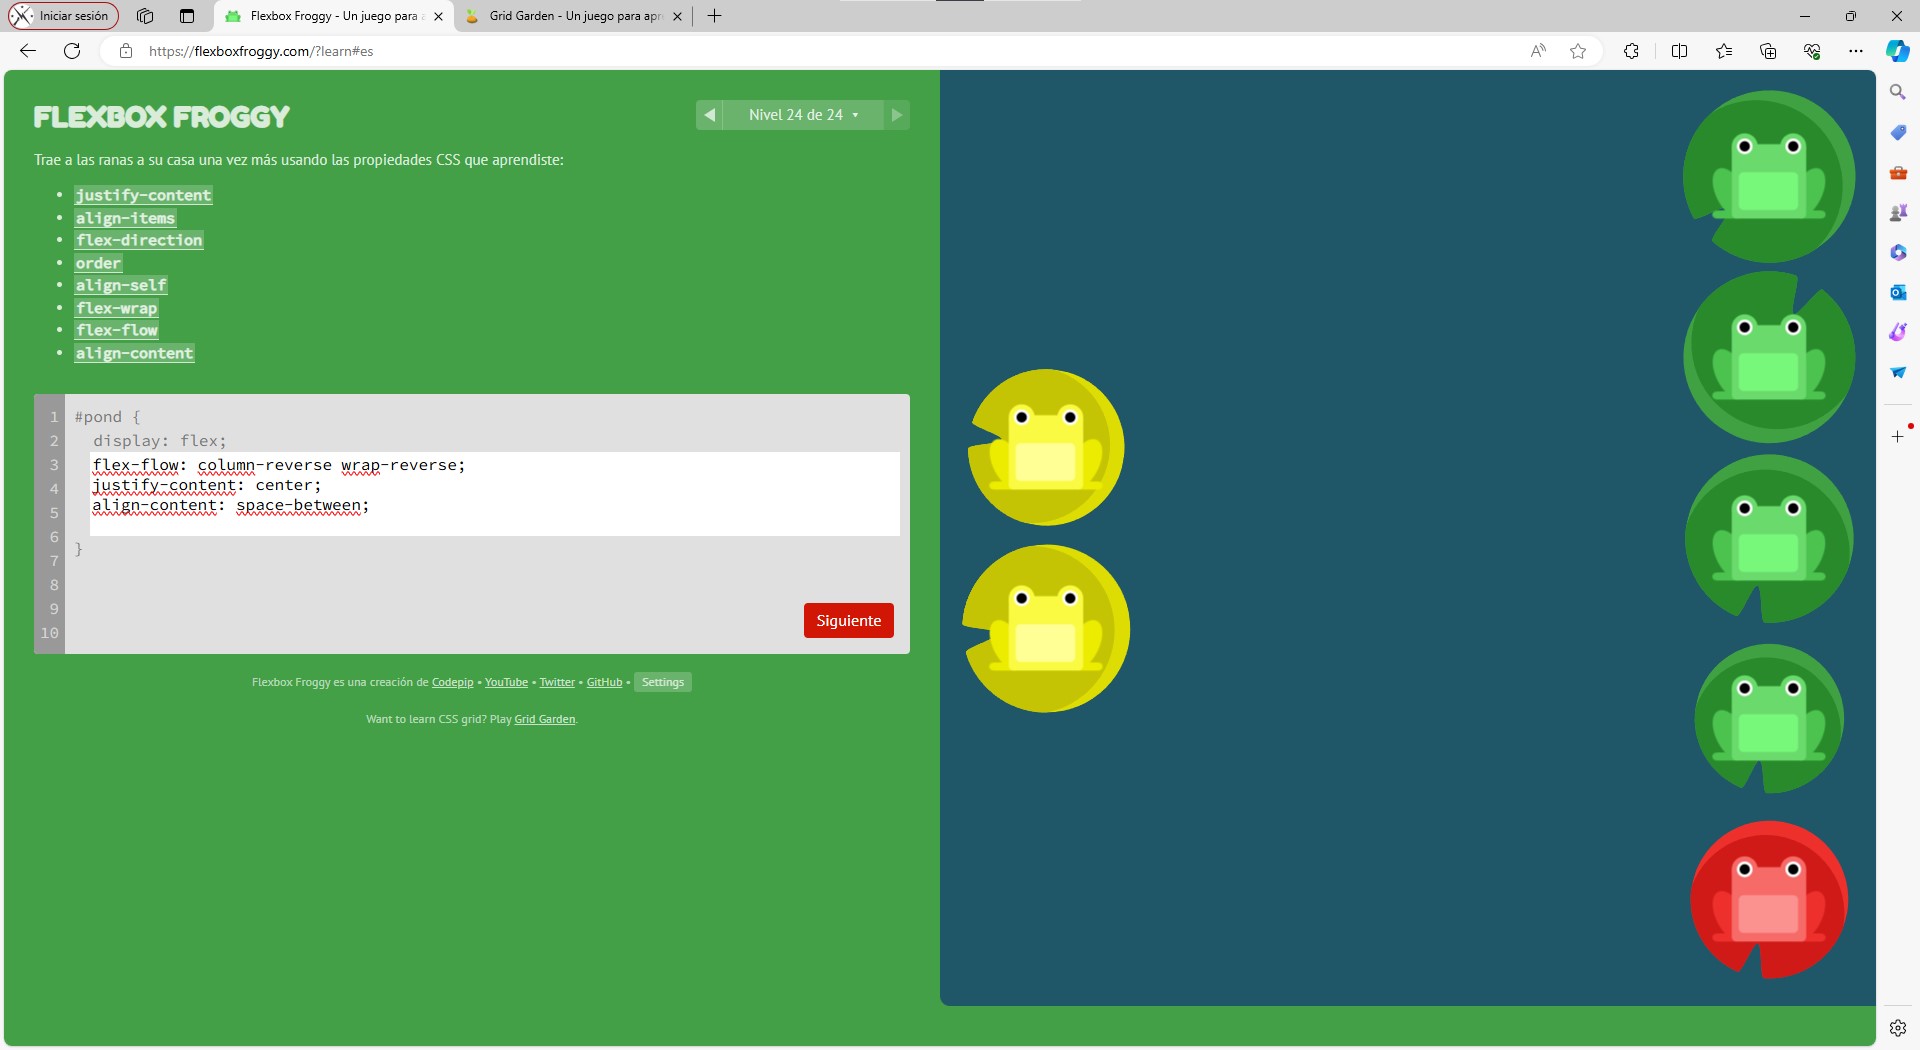 Iniciar sesión
Flexbox Froggy - Un juego para a
Grid Garden - Un juego para apr
https://flexboxfroggy.com/?learn#es
FLEXBOX FROGGY
Nivel 24 de 24
Trae a las ranas a su casa una vez más usando las propiedades CSS que aprendiste:
justify-content
align-items
flex-direction
order
align-self
flex-wrap
flex-flow
align-content
1 #pond {
2 display: flex;
3 flex-flow: column-reverse wrap-reverse;
4 justify-content: center;
5 align-content: space-between;
6
7 }
8
9
10
Siguiente
Flexbox Froggy es una creación de Codepip • YouTube • Twitter • GitHub • Settings
Want to learn CSS grid? Play Grid Garden.